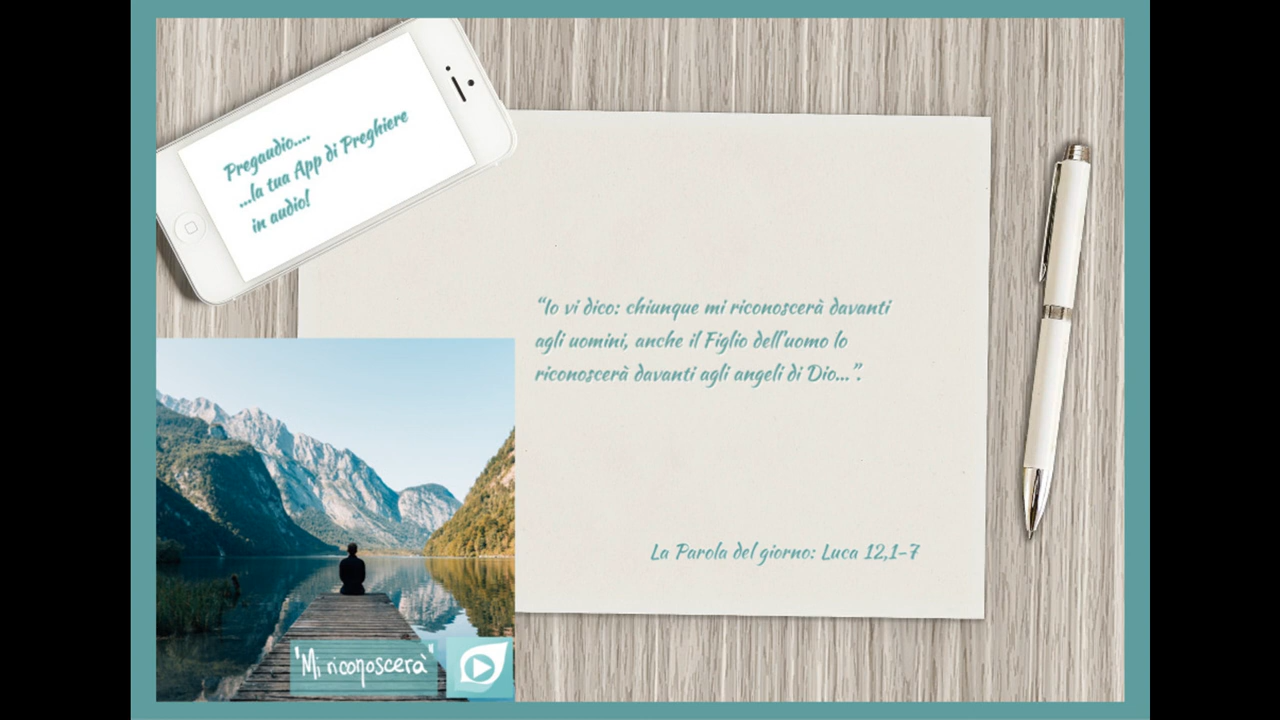 Pregaudio....
...la tua App di Preghiere
in audio!
“Io vi dico: chiunque mi riconoscerà davanti
agli uomini, anche il Figlio dell’uomo lo
riconoscerà davanti agli angeli di Dio...”.
La Parola del giorno: Luca 12,1-7
"Mi riconoscerà"